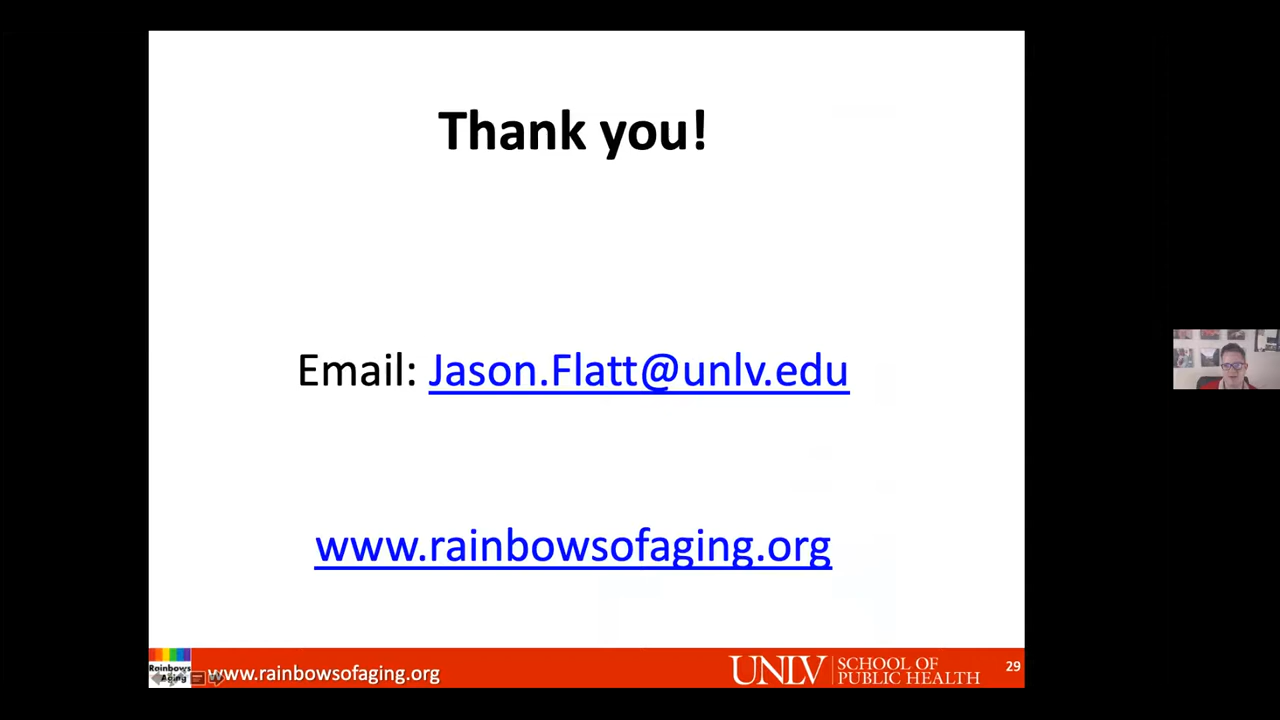 Thank you!
Email: Jason.Flatt@unlv.edu
www.rainbowsofaging.org
Rainbows
Aging
www.rainbowsofaging.org
UNLV
SCHOOL OF
PUBLIC HEALTH
29